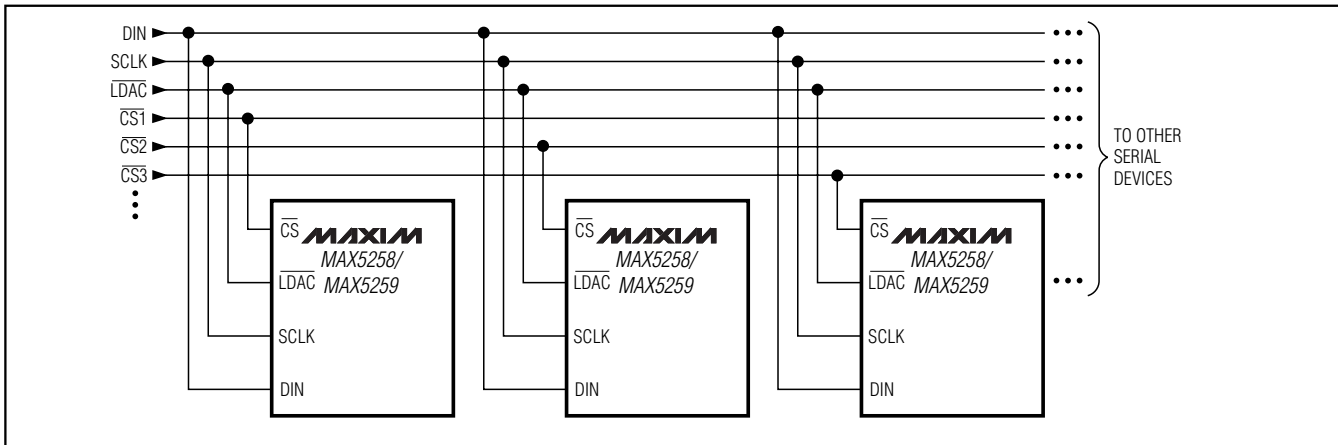 DIN
SCLK
LDAC
CS1
CS2
CS3
TO OTHER
SERIAL
DEVICES
CS MAXIM
MAX5258/
LDAC MAX5259
SCLK
DIN
CS MAXIM
MAX5258/
LDAC MAX5259
SCLK
DIN
CS MAXIM
MAX5258/
LDAC MAX5259
SCLK
DIN